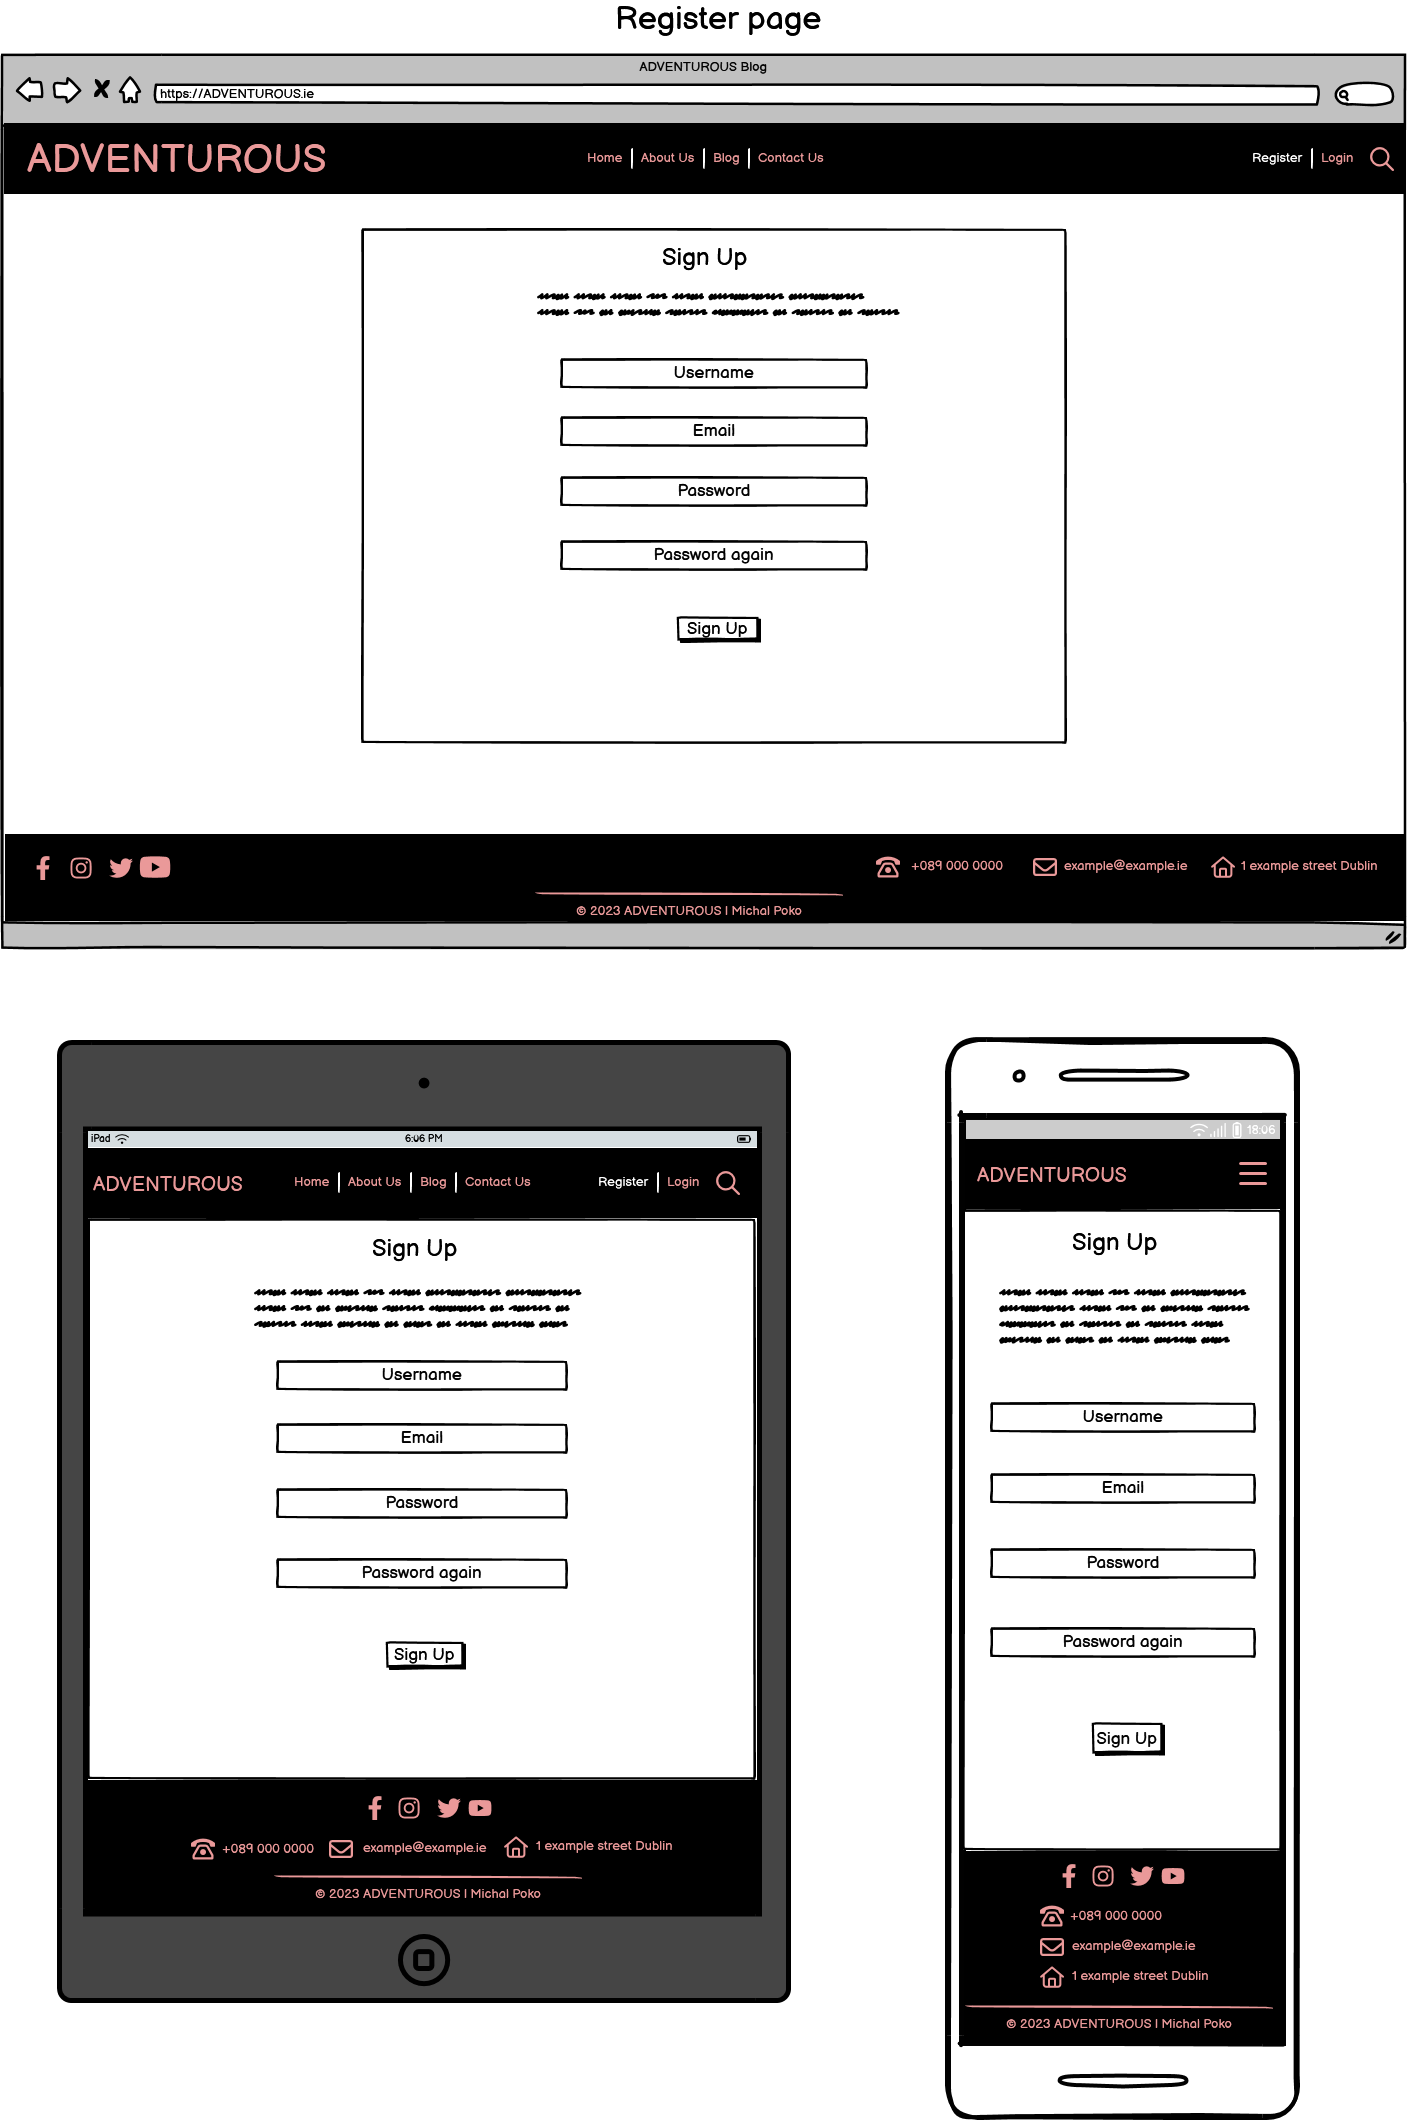 Register page
ADVENTUROUS Blog
https://ADVENTUROUS.ie
ADVENTUROUS Home About Us Blog Contact Us Register Login
Sign Up
Username
Email
Password
Password again
Sign Up
+089 000 0000 example@example.ie 1 example street Dublin
© 2023 ADVENTUROUS | Michal Poko
iPad 6:06 PM
ADVENTUROUS Home About Us Blog Contact Us Register Login
Sign Up
Username
Email
Password
Password again
Sign Up
+089 000 0000 example@example.ie 1 example street Dublin
© 2023 ADVENTUROUS | Michal Poko
18:06
ADVENTUROUS
Sign Up
Username
Email
Password
Password again
Sign Up
+089 000 0000
example@example.ie
1 example street Dublin
© 2023 ADVENTUROUS | Michal Poko